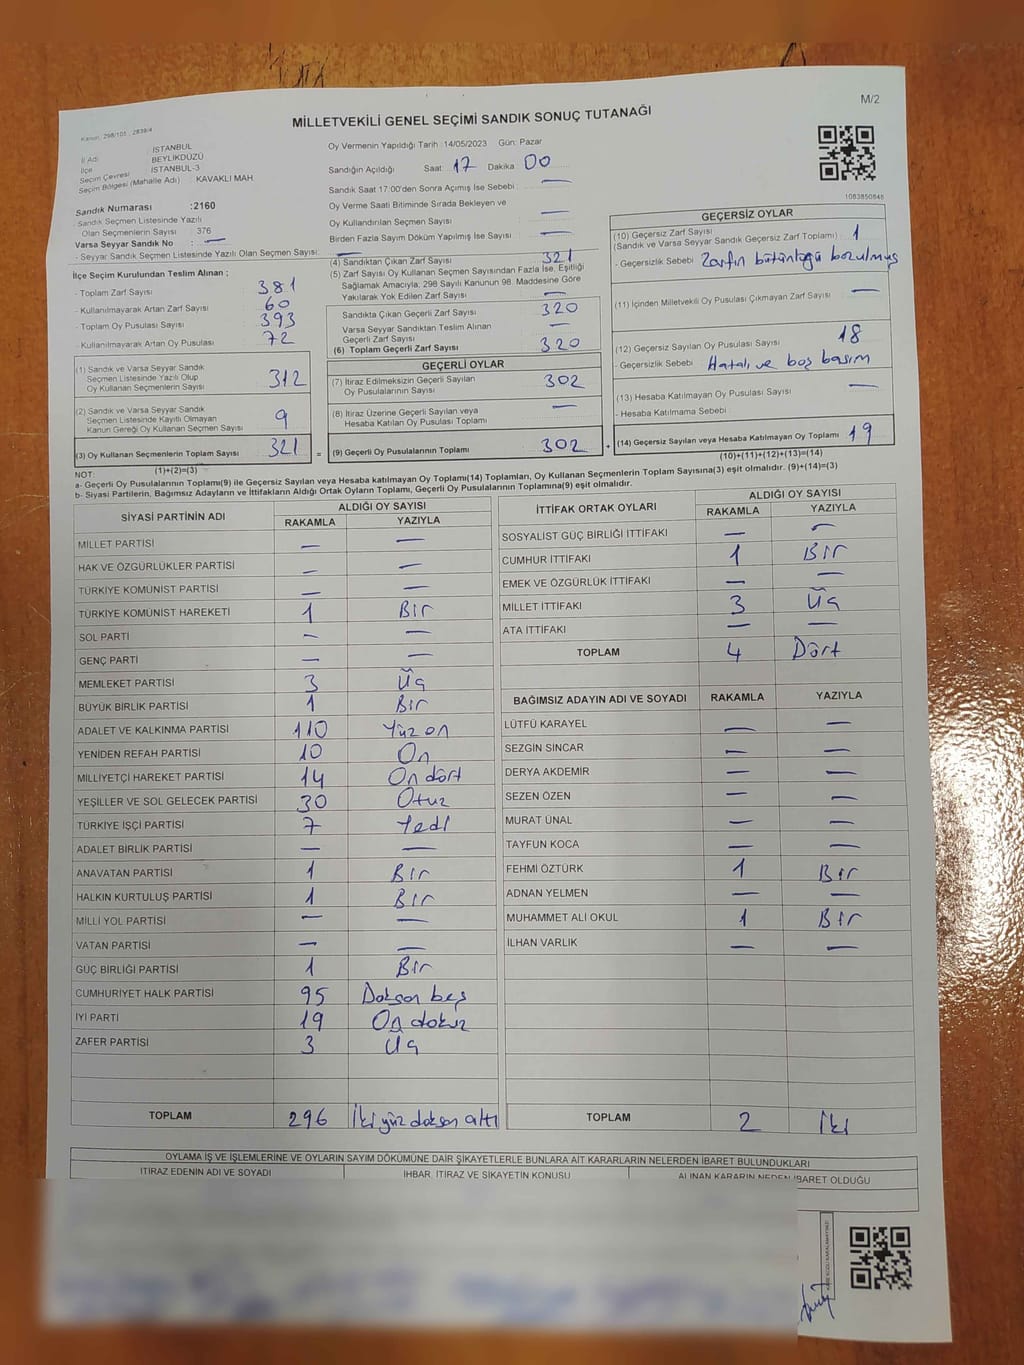 M/2
Kanun, 298/101, 2839/4
MİLLETVEKİLİ GENEL SEÇİMİ SANDIK SONUÇ TUTANAĞI
İl Adı : İSTANBUL
İlçe : BEYLİKDÜZÜ
Seçim Çevresi : İSTANBUL-3
Seçim Bölgesi (Mahalle Adı) : KAVAKLI MAH.
Sandık Numarası :2160
- Sandık Seçmen Listesinde Yazılı
Olan Seçmen Sayısı : 376
Varsa Seyyar Sandık No : —
- Seyyar Sandık Seçmen Listesinde Yazılı Olan Seçmen Sayısı: —
Oy Vermenin Yapıldığı Tarih :14/05/2023 Gün: Pazar
Sandığın Açıldığı Saat: 17 Dakika 00
Sandık Saat 17:00'den Sonra Açımış İse Sebebi : —
Oy Verme Saati Bitiminde Sırada Bekleyen ve
Oy Kullandırılan Seçmen Sayısı —
Birden Fazla Sayım Döküm Yapılmış İse Sayısı : —
1083850848
İlçe Seçim Kurulundan Teslim Alınan ;
- Toplam Zarf Sayısı : 381
- Kullanılmayarak Artan Zarf Sayısı : 60
- Toplam Oy Pusulası Sayısı : 393
- Kullanılmayarak Artan Oy Pusulası : 72
(1) Sandık ve Varsa Seyyar Sandık
Seçmen Listesinde Yazılı Olup
Oy Kullanan Seçmenlerin Sayısı 312
(2) Sandık ve Varsa Seyyar Sandık
Seçmen Listesinde Kayıtlı Olmayan
Kanun Gereği Oy Kullanan Seçmen Sayısı 9
(3) Oy Kullanan Seçmenlerin Toplam Sayısı 321
(1)+(2)=(3)
(4) Sandıktan Çıkan Zarf Sayısı : 321
(5) Zarf Sayısı Oy Kullanan Seçmen Sayısından Fazla İse, Eşitliği
Sağlamak Amacıyla; 298 Sayılı Kanunun 98. Maddesine Göre
Yakılarak Yok Edilen Zarf Sayısı : —
Sandıkta Çıkan Geçerli Zarf Sayısı : 320
Varsa Seyyar Sandıktan Teslim Alınan
Geçerli Zarf Sayısı : —
(6) Toplam Geçerli Zarf Sayısı : 320
GEÇERLİ OYLAR
(7) İtiraz Edilmeksizin Geçerli Sayılan
Oy Pusulalarının Sayısı: 302
(8) İtiraz Üzerine Geçerli Sayılan veya
Hesaba Katılan Oy Pusulası Toplamı —
= (9) Geçerli Oy Pusulalarının Toplamı : 302 +
GEÇERSİZ OYLAR
(10) Geçersiz Zarf Sayısı : 1
(Sandık ve Varsa Seyyar Sandık Geçersiz Zarf Toplamı)
- Geçersizlik Sebebi : Zarfın bütünlüğü bozulmuş
(11) İçinden Milletvekili Oy Pusulası Çıkmayan Zarf Sayısı : —
(12) Geçersiz Sayılan Oy Pusulası Sayısı : 18
- Geçersizlik Sebebi : Hatalı ve boş basım
(13) Hesaba Katılmayan Oy Pusulası Sayısı : —
- Hesaba Katılmama Sebebi :
(14) Geçersiz Sayılan veya Hesaba Katılmayan Oy Toplamı 19
(10)+(11)+(12)+(13)=(14)
NOT:
a- Geçerli Oy Pusulalarının Toplamı(9) ile Geçersiz Sayılan veya Hesaba katılmayan Oy Toplamı(14) Toplamları, Oy Kullanan Seçmenlerin Toplam Sayısına(3) eşit olmalıdır. (9)+(14)=(3)
b- Siyasi Partilerin, Bağımsız Adayların ve İttifakların Aldığı Ortak Oyların Toplamı, Geçerli Oy Pusulalarının Toplamına(9) eşit olmalıdır.
SİYASİ PARTİNİN ADI ALDIĞI OY SAYISI
RAKAMLA YAZIYLA
MİLLET PARTİSİ — —
HAK VE ÖZGÜRLÜKLER PARTİSİ — —
TÜRKİYE KOMÜNİST PARTİSİ — —
TÜRKİYE KOMÜNİST HAREKETİ 1 Bir
SOL PARTİ — —
GENÇ PARTİ — —
MEMLEKET PARTİSİ 3 Üç
BÜYÜK BİRLİK PARTİSİ 1 Bir
ADALET VE KALKINMA PARTİSİ 110 Yüz on
YENİDEN REFAH PARTİSİ 10 On
MİLLİYETÇİ HAREKET PARTİSİ 14 On dört
YEŞİLLER VE SOL GELECEK PARTİSİ 30 Otuz
TÜRKİYE İŞÇİ PARTİSİ 7 Yedi
ADALET BİRLİK PARTİSİ — —
ANAVATAN PARTİSİ 1 Bir
HALKIN KURTULUŞ PARTİSİ 1 Bir
MİLLİ YOL PARTİSİ — —
VATAN PARTİSİ — —
GÜÇ BİRLİĞİ PARTİSİ 1 Bir
CUMHURİYET HALK PARTİSİ 95 Doksan beş
İYİ PARTİ 19 On dokuz
ZAFER PARTİSİ 3 Üç
TOPLAM 296 İki yüz doksan altı
İTTİFAK ORTAK OYLARI ALDIĞI OY SAYISI
RAKAMLA YAZIYLA
SOSYALİST GÜÇ BİRLİĞİ İTTİFAKI — —
CUMHUR İTTİFAKI 1 Bir
EMEK VE ÖZGÜRLÜK İTTİFAKI — —
MİLLET İTTİFAKI 3 Üç
ATA İTTİFAKI — —
TOPLAM 4 Dört
BAĞIMSIZ ADAYIN ADI VE SOYADI RAKAMLA YAZIYLA
LÜTFÜ KARAYEL — —
SEZGİN SINCAR — —
DERYA AKDEMİR — —
SEZEN ÖZEN — —
MURAT ÜNAL — —
TAYFUN KOCA — —
FEHMİ ÖZTÜRK 1 Bir
ADNAN YELMEN — —
MUHAMMET ALİ OKUL 1 Bir
İLHAN VARLIK — —
TOPLAM 2 İki
OYLAMA İŞ VE İŞLEMLERİNE VE OYLARIN SAYIM DÖKÜMÜNE DAİR ŞİKAYETLERLE BUNLARA AİT KARARLARIN NELERDEN İBARET BULUNDUKLARI
İTİRAZ EDENİN ADI VE SOYADI İHBAR, İTİRAZ VE ŞİKAYETİN KONUSU ALINAN KARARIN NEDEN İBARET OLDUĞU